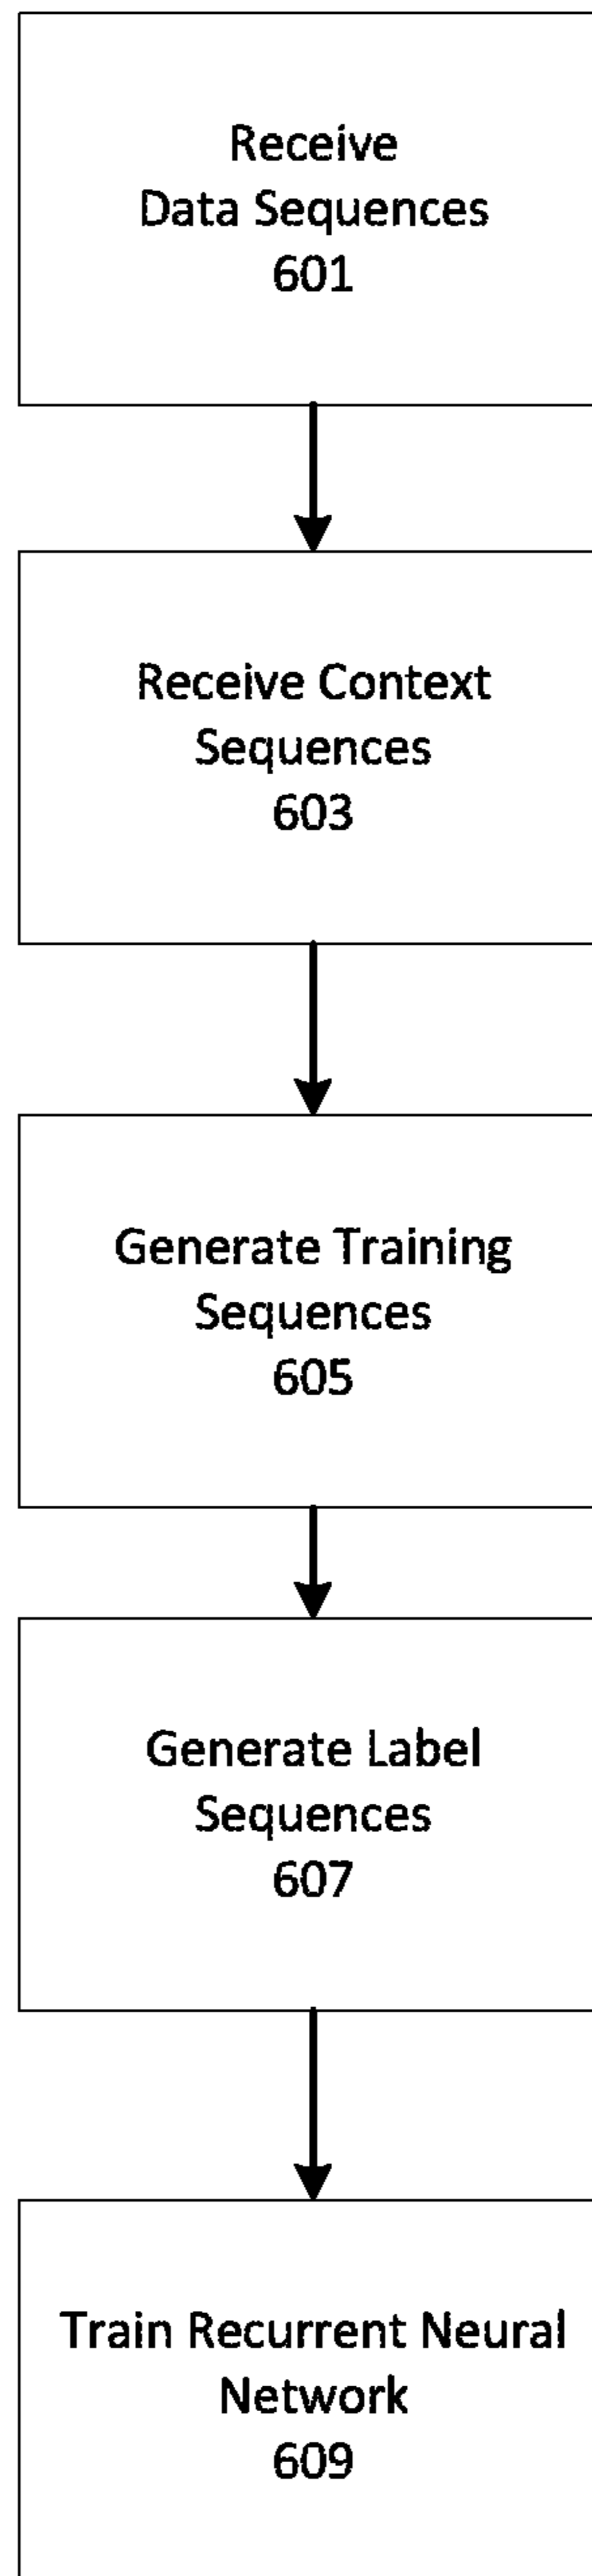 Receive
Data Sequences
601
Receive Context
Sequences
603
Generate Training
Sequences
605
Generate Label
Sequences
607
Train Recurrent Neural
Network
609